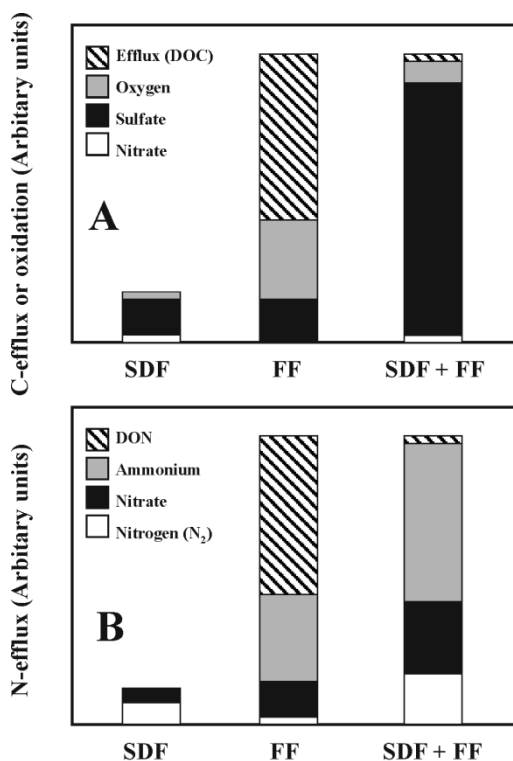 C-efflux or oxidation (Arbitary units)
Efflux (DOC)
Oxygen
Sulfate
Nitrate
A
SDF FF SDF + FF
N-efflux (Arbitary units)
DON
Ammonium
Nitrate
Nitrogen (N₂)
B
SDF FF SDF + FF